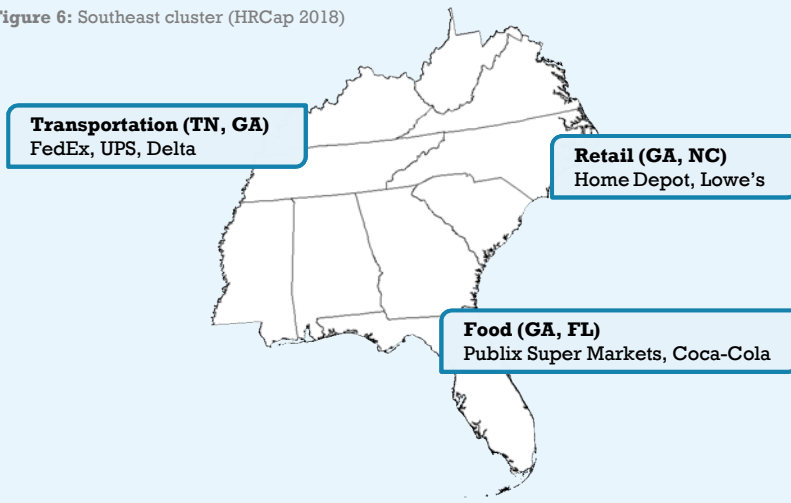 Figure 6: Southeast cluster (HRCap 2018)
Transportation (TN, GA)
FedEx, UPS, Delta
Retail (GA, NC)
Home Depot, Lowe’s
Food (GA, FL)
Publix Super Markets, Coca-Cola